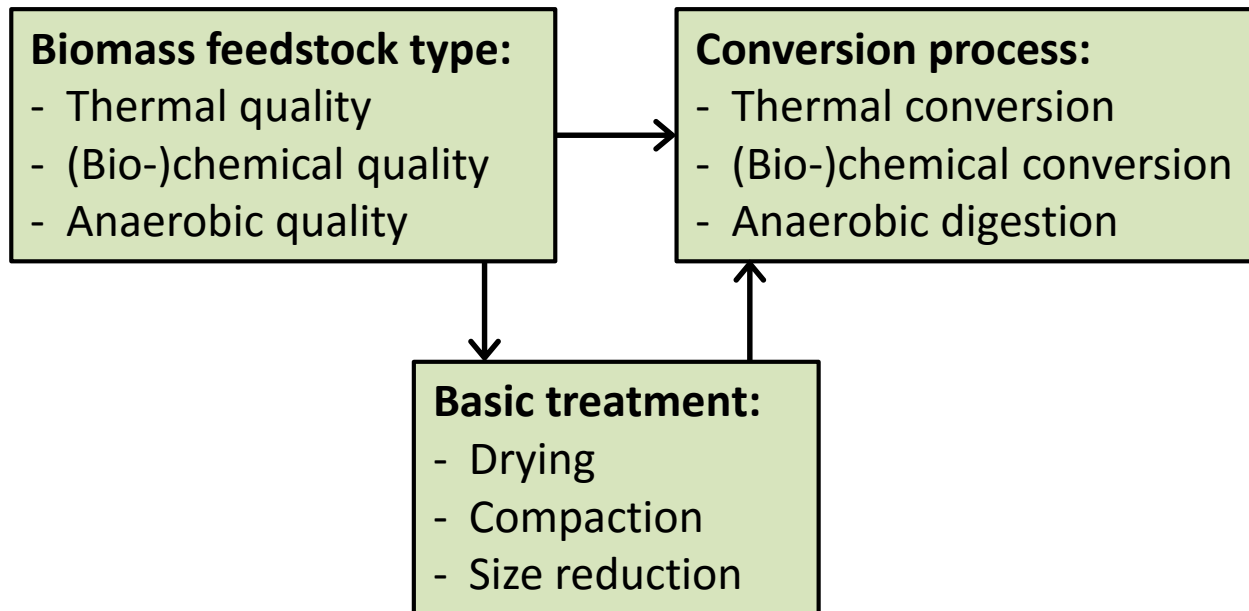 Biomass feedstock type:
- Thermal quality
- (Bio-)chemical quality
- Anaerobic quality
Conversion process:
- Thermal conversion
- (Bio-)chemical conversion
- Anaerobic digestion
Basic treatment:
- Drying
- Compaction
- Size reduction